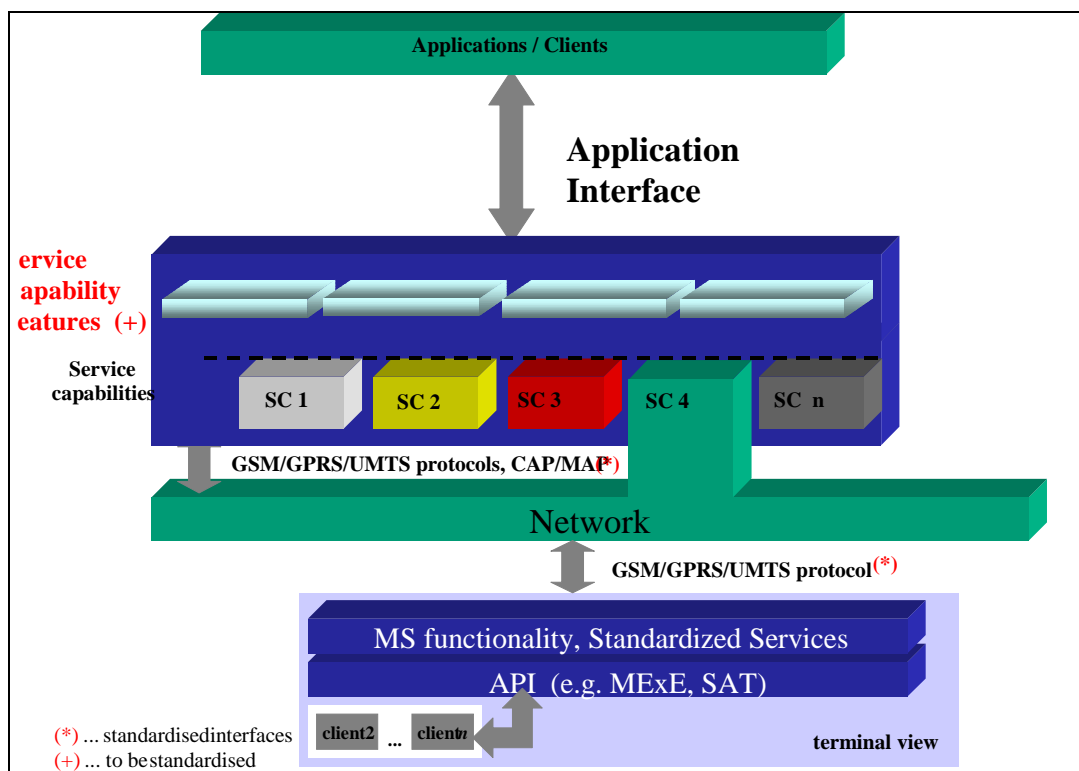 Applications / Clients
Application
Interface
ervice
apability
eatures (+)
Service
capabilities
SC 1
SC 2
SC 3
SC 4
SC n
GSM/GPRS/UMTS protocols, CAP/MAP(*)
Network
GSM/GPRS/UMTS protocol(*)
MS functionality, Standardized Services
API (e.g. MExE, SAT)
client2 ... clientn
terminal view
(*) ... standardisedinterfaces
(+) ... to bestandardised